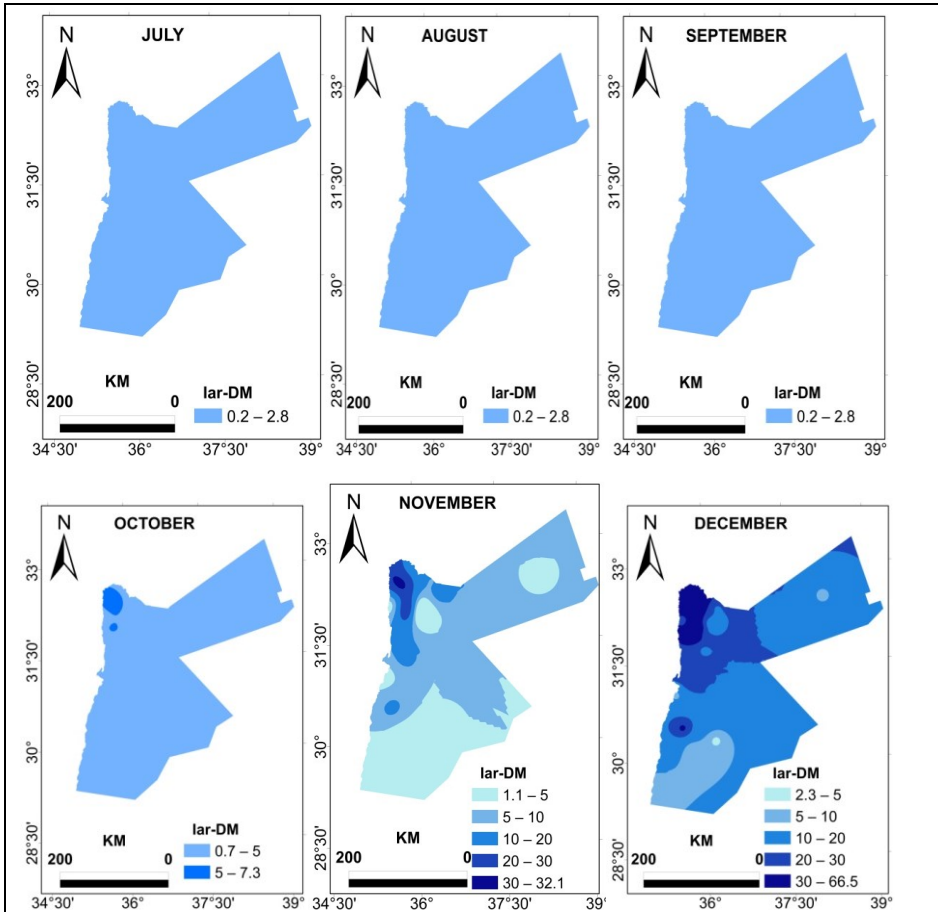 JULY
N
33°
31°30'
30°
28°30'
KM
200 0
Iar-DM
0.2 – 2.8
34°30' 36° 37°30' 39°
AUGUST
N
33°
31°30'
30°
28°30'
KM
200 0
Iar-DM
0.2 – 2.8
34°30' 36° 37°30' 39°
SEPTEMBER
N
33°
31°30'
30°
28°30'
KM
200 0
Iar-DM
0.2 – 2.8
34°30' 36° 37°30' 39°
OCTOBER
N
33°
31°30'
30°
28°30'
KM
200 0
Iar-DM
0.7 – 5
5 – 7.3
34°30' 36° 37°30' 39°
NOVEMBER
N
33°
31°30'
30°
28°30'
KM
200 0
Iar-DM
1.1 – 5
5 – 10
10 – 20
20 – 30
30 – 32.1
34°30' 36° 37°30' 39°
DECEMBER
N
33°
31°30'
30°
28°30'
KM
200 0
Iar-DM
2.3 – 5
5 – 10
10 – 20
20 – 30
30 – 66.5
34°30' 36° 37°30' 39°